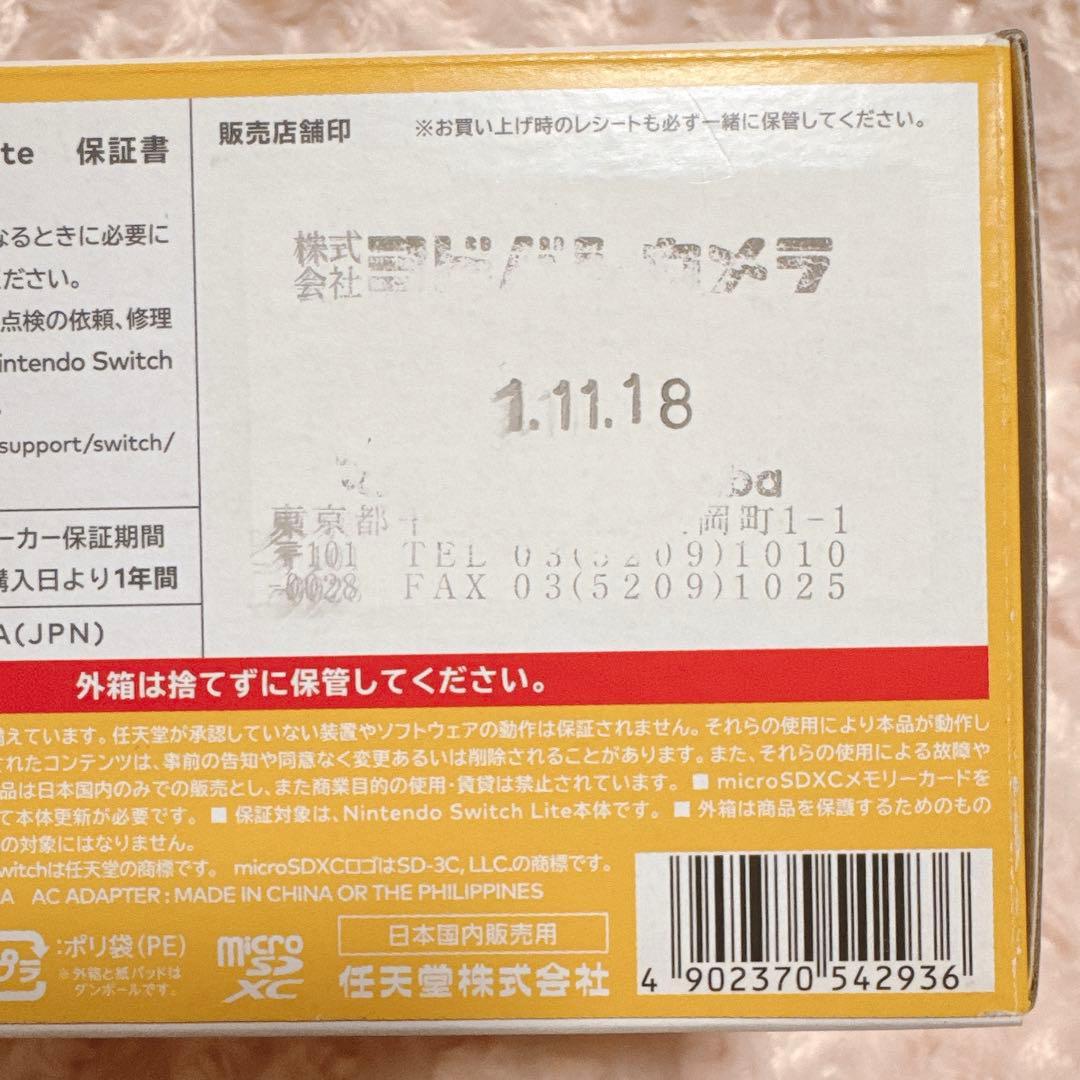 te 保証書
なるときに必要に
ください。
点検の依頼、修理
intendo Switch
support/switch/
ーカー保証期間
購入日より1年間
A(JPN)
販売店舗印
※お買い上げ時のレシートも必ず一緒に保管してください。
株式会社ヨドバシカメラ
1.11.18
ba
東京都 岡町1-1
〒101 TEL 03(5209)1010
-0028 FAX 03(5209)1025
外箱は捨てずに保管してください。
備えています。任天堂が承認していない装置やソフトウェアの動作は保証されません。それらの使用により本品が動作し
されたコンテンツは、事前の告知や同意なく変更あるいは削除されることがあります。また、それらの使用による故障や
品は日本国内のみでの販売とし、また商業目的の使用・賃貸は禁止されています。■ microSDXCメモリーカードを
て本体更新が必要です。■ 保証対象は、Nintendo Switch Lite本体です。■ 外箱は商品を保護するためのもの
の対象にはなりません。
witchは任天堂の商標です。 microSDXCロゴはSD-3C, LLC.の商標です。
A AC ADAPTER : MADE IN CHINA OR THE PHILIPPINES
プラ
:ポリ袋(PE)
※外箱と紙パッドは
ダンボールです。
micro
SD
XC
日本国内販売用
任天堂株式会社
4 902370 542936